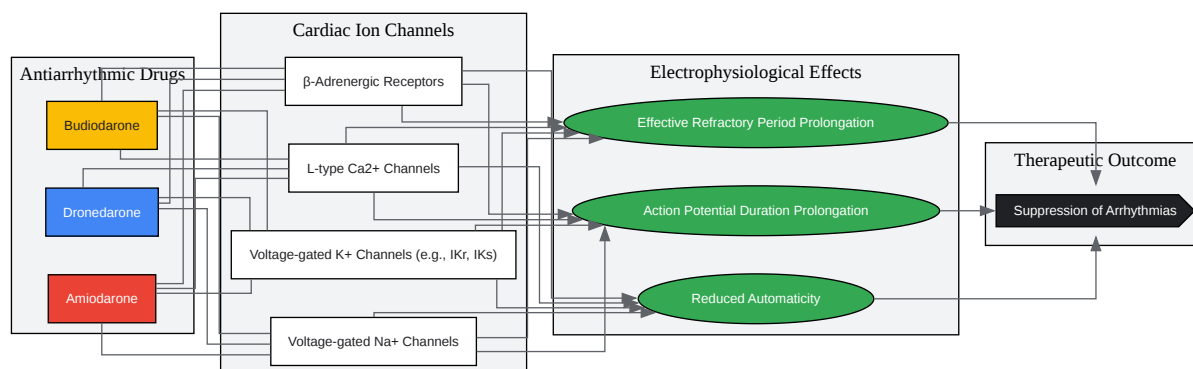 Antiarrhythmic Drugs
Budiodarone
Dronedarone
Amiodarone
Cardiac Ion Channels
β-Adrenergic Receptors
L-type Ca2+ Channels
Voltage-gated K+ Channels (e.g., IKr, IKs)
Voltage-gated Na+ Channels
Electrophysiological Effects
Effective Refractory Period Prolongation
Action Potential Duration Prolongation
Reduced Automaticity
Therapeutic Outcome
Suppression of Arrhythmias